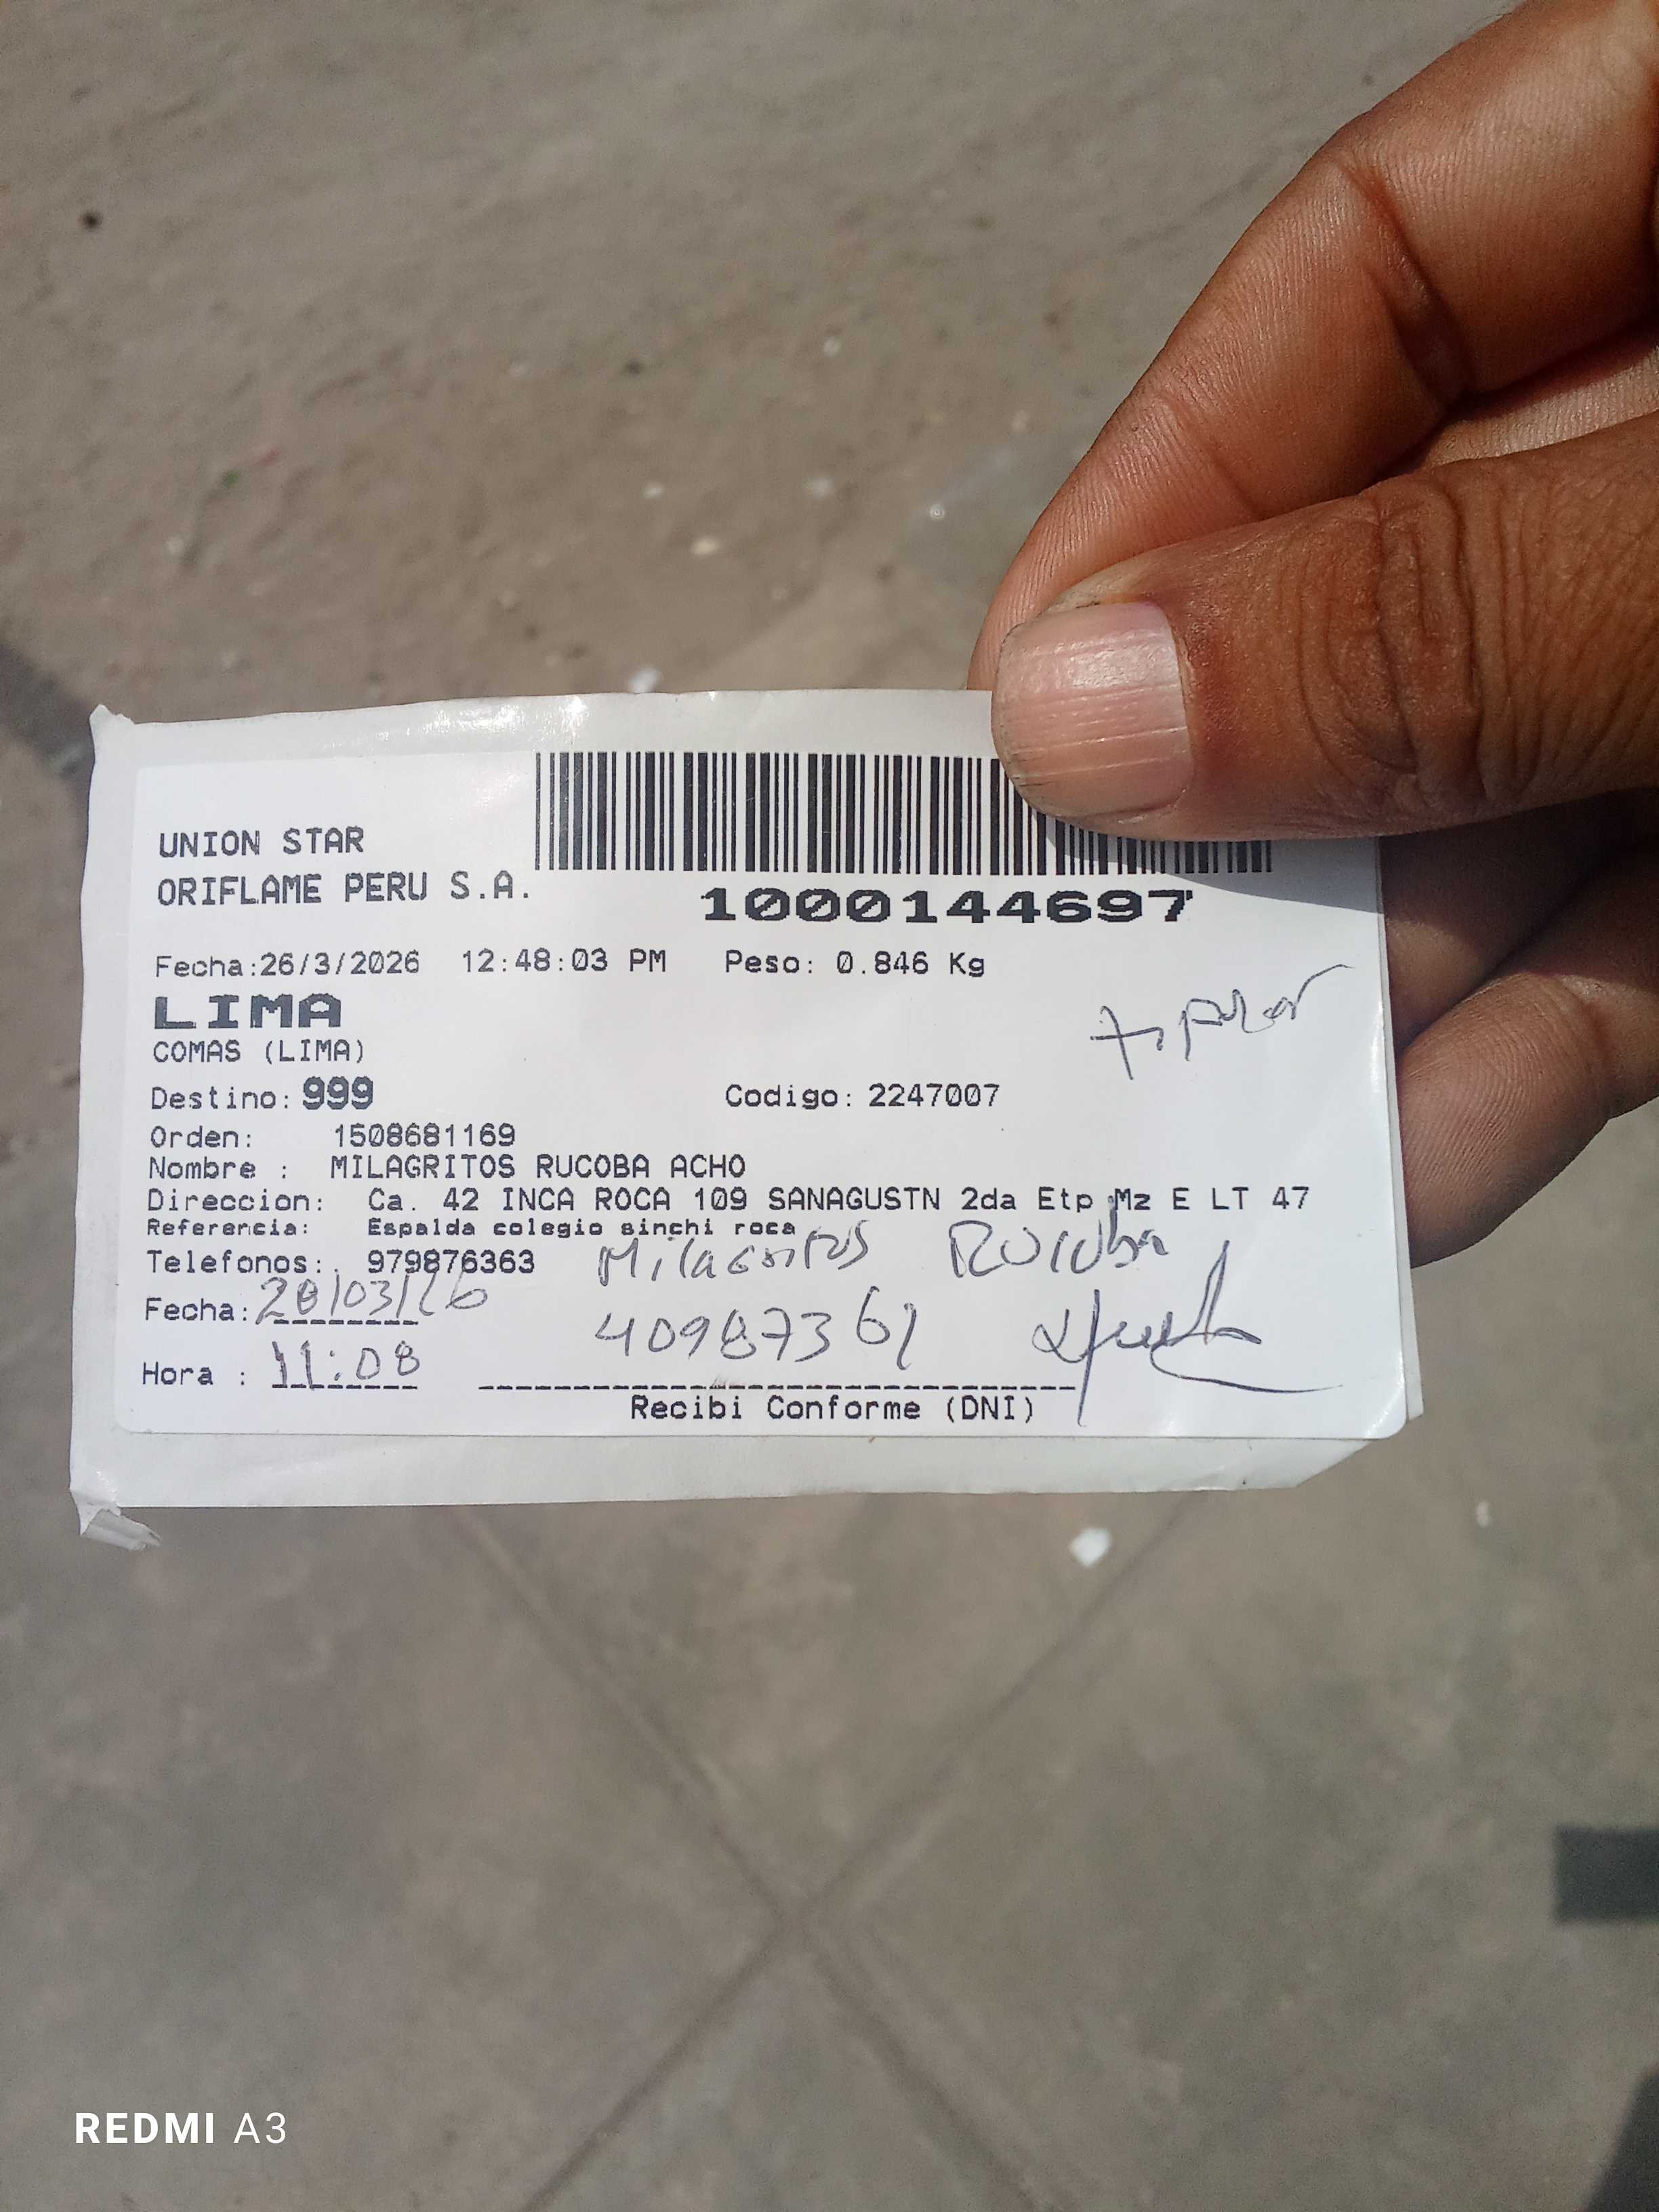 UNION STAR
ORIFLAME PERU S.A.
1000144697
Fecha:26/3/2026 12:48:03 PM Peso: 0.846 Kg
LIMA
COMAS (LIMA)
Destino: 999 Codigo: 2247007
Orden: 1508681169
Nombre : MILAGRITOS RUCOBA ACHO
Direccion: Ca. 42 INCA ROCA 109 SANAGUSTN 2da Etp Mz E LT 47
Referencia: Espalda colegio sinchi roca
Telefonos:. 979876363 Milagritos Rucoba
Fecha: 28/03/26
40987361
Hora : 11:08
Recibi Conforme (DNI)
REDMI A3